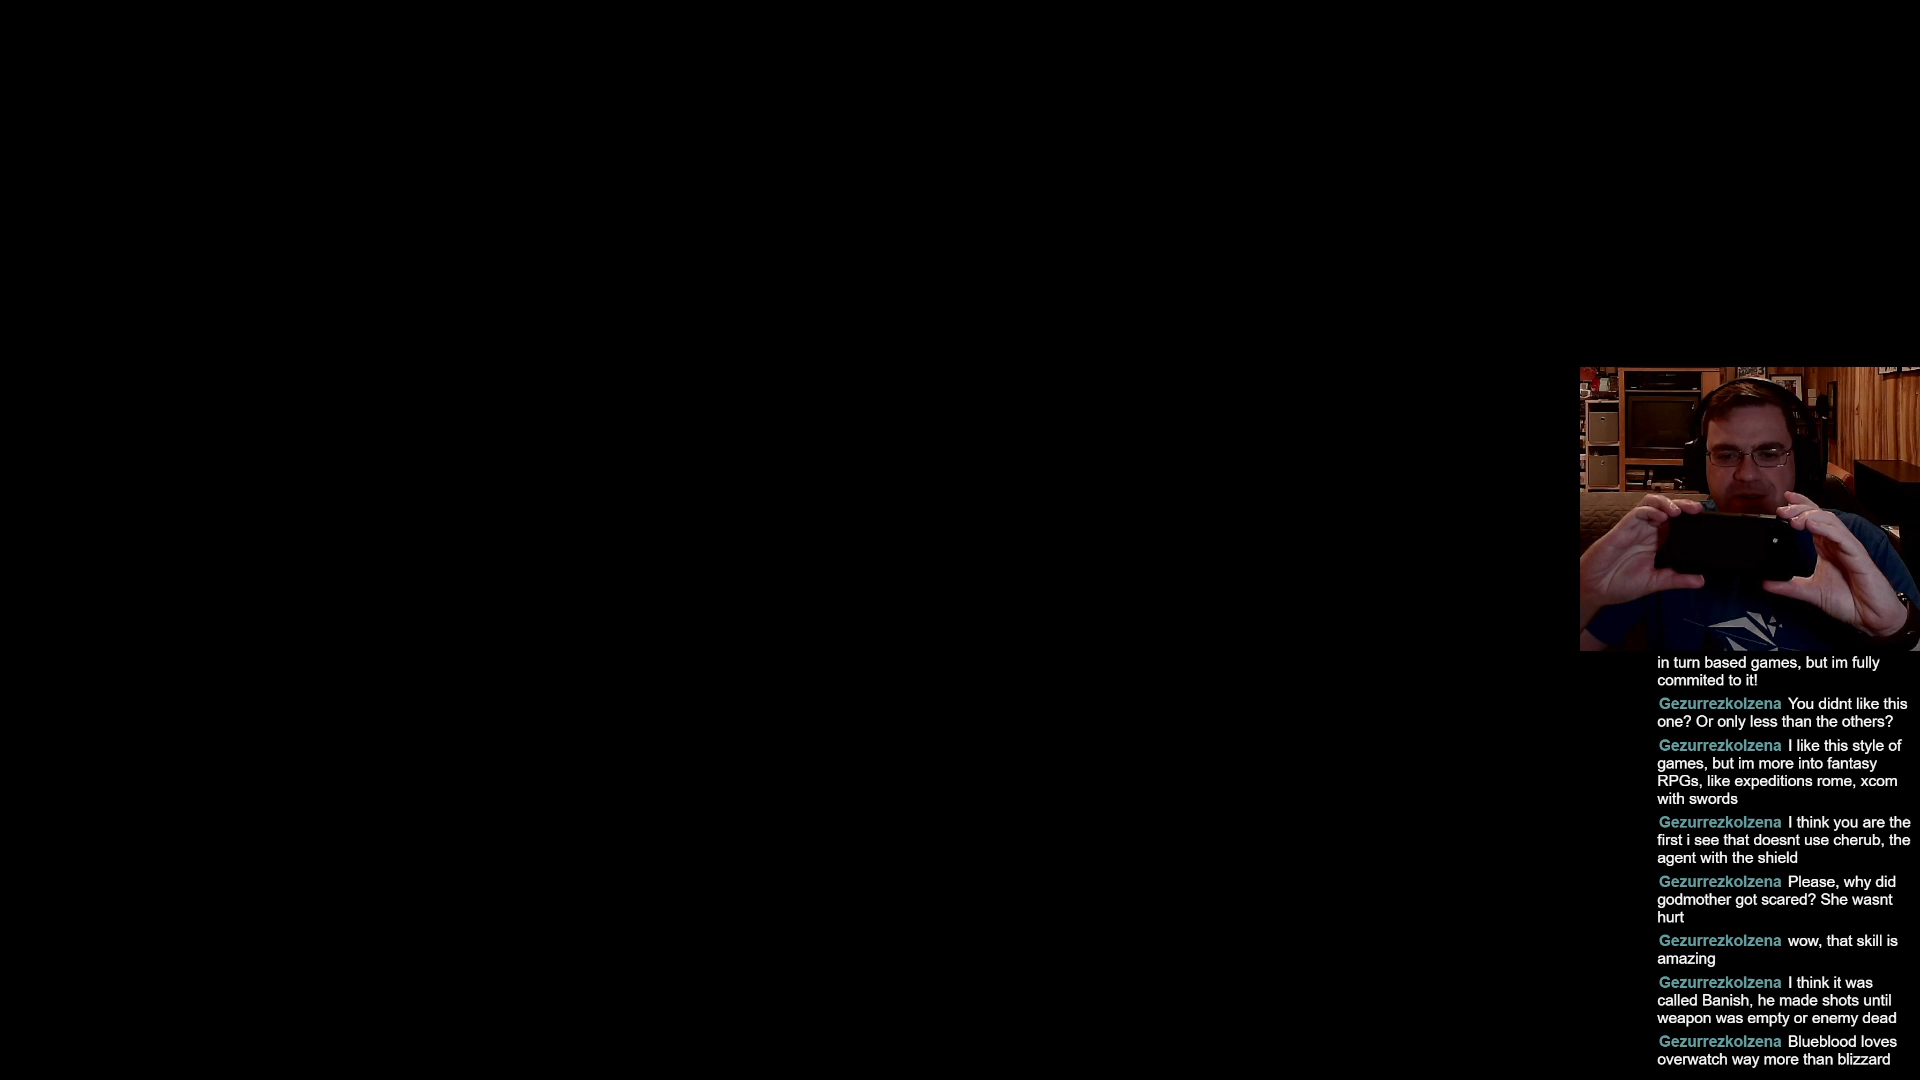 in turn based games, but im fully
commited to it!
Gezurrezkolzena You didnt like this
one? Or only less than the others?
Gezurrezkolzena I like this style of
games, but im more into fantasy
RPGs, like expeditions rome, xcom
with swords
Gezurrezkolzena I think you are the
first i see that doesnt use cherub, the
agent with the shield
Gezurrezkolzena Please, why did
godmother got scared? She wasnt
hurt
Gezurrezkolzena wow, that skill is
amazing
Gezurrezkolzena I think it was
called Banish, he made shots until
weapon was empty or enemy dead
Gezurrezkolzena Blueblood loves
overwatch way more than blizzard